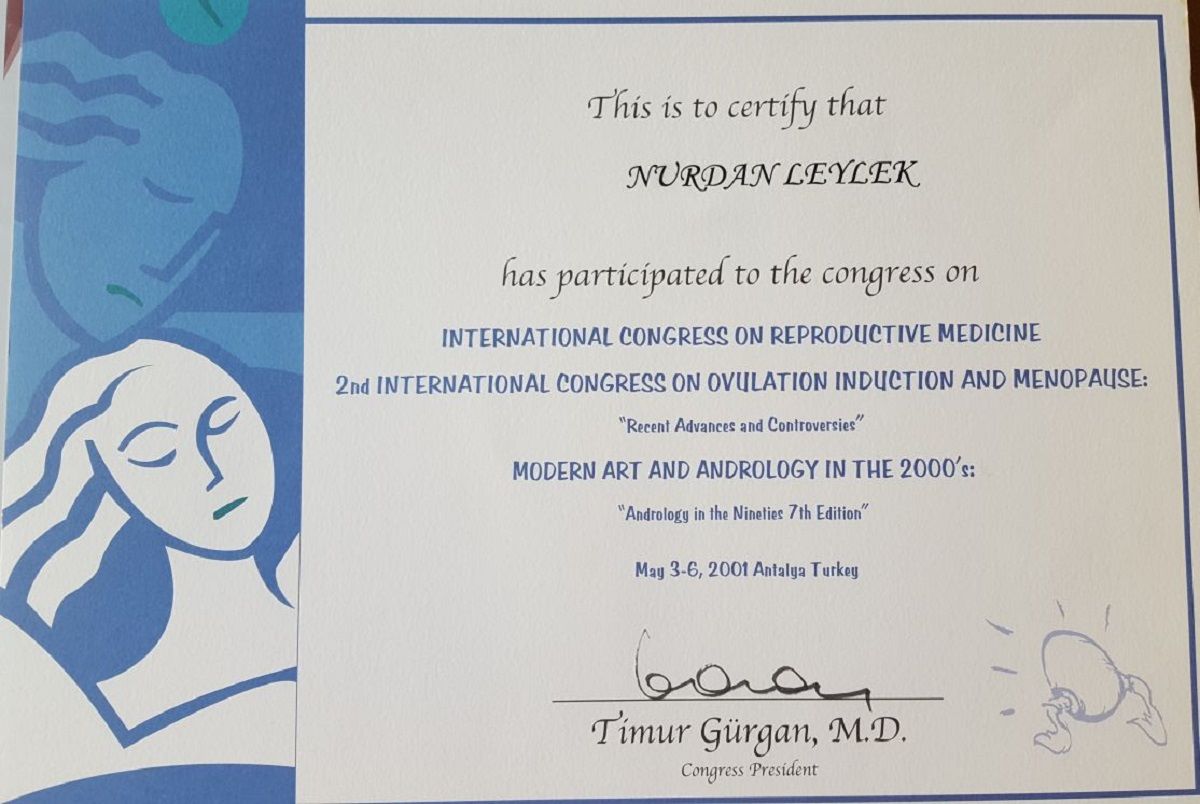 This is to certify that
NURDAN LEYLEK
has participated to the congress on
INTERNATIONAL CONGRESS ON REPRODUCTIVE MEDICINE
2nd INTERNATIONAL CONGRESS ON OVULATION INDUCTION AND MENOPAUSE:
"Recent Advances and Controversies"
MODERN ART AND ANDROLOGY IN THE 2000's:
"Andrology in the Nineties 7th Edition"
May 3-6, 2001 Antalya Turkey
Timur Gürgan, M.D.
Congress President